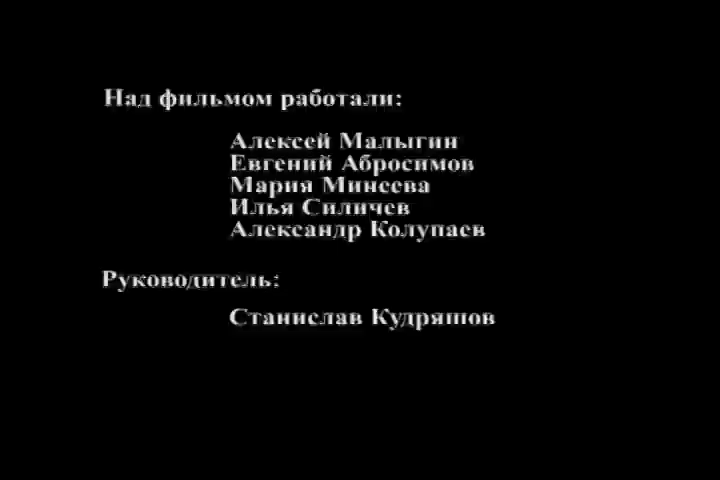 Над фильмом работали:
Алексей Малыгин
Евгений Абросимов
Мария Минеева
Илья Силичев
Александр Колупаев
Руководитель:
Станислав Кудряшов